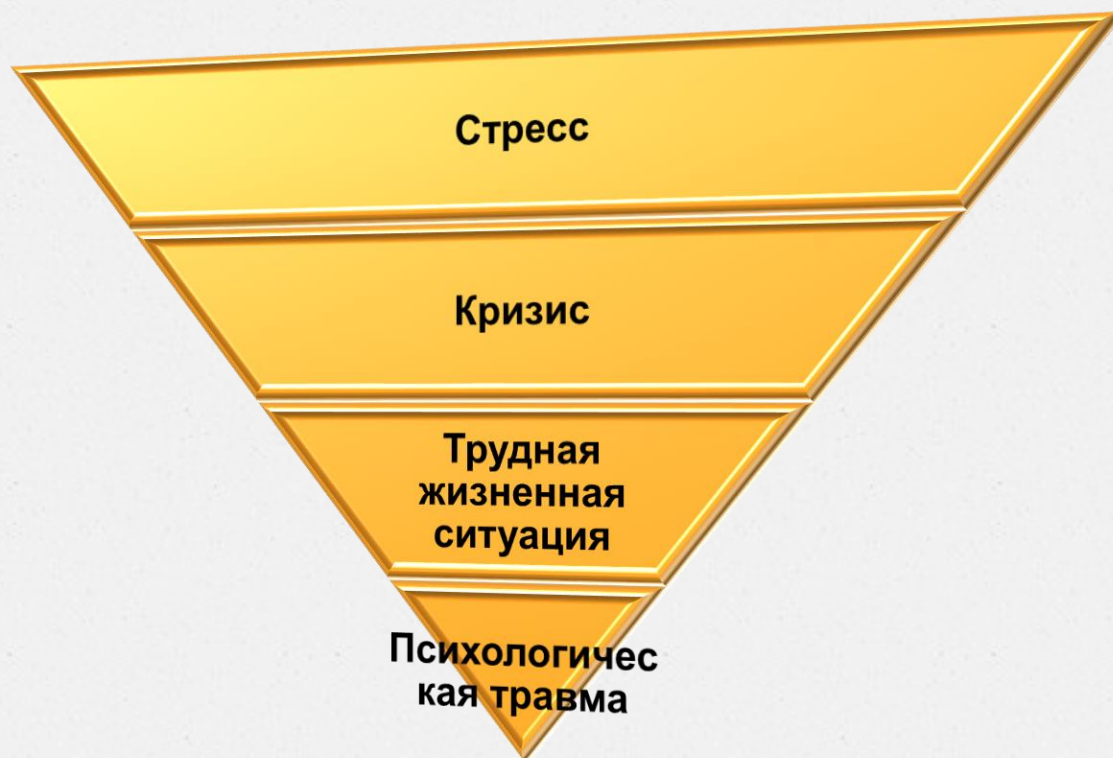 Стресс
Кризис
Трудная
жизненная
ситуация
Психологичес
кая травма